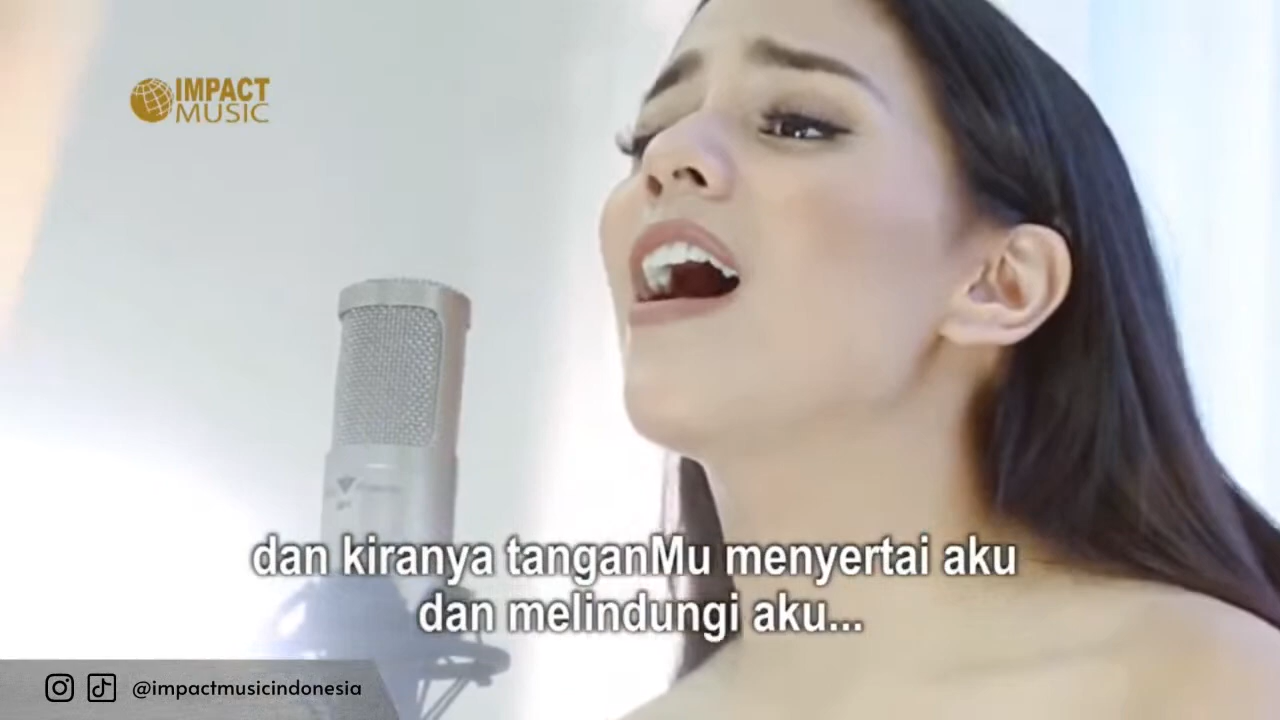 IMPACT
MUSIC
dan kiranya tanganMu menyertai aku
dan melindungi aku...
@impactmusicindonesia